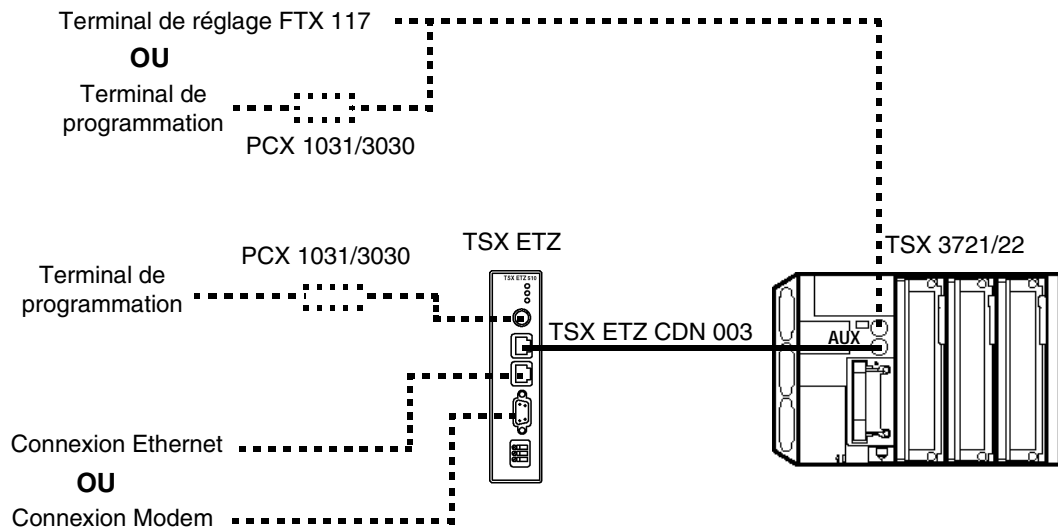 Terminal de réglage FTX 117
OU
Terminal de
programmation
PCX 1031/3030
TSX ETZ
TSX 3721/22
PCX 1031/3030
Terminal de
programmation
TSX ETZ 510
TSX ETZ CDN 003
AUX
Connexion Ethernet
OU
Connexion Modem